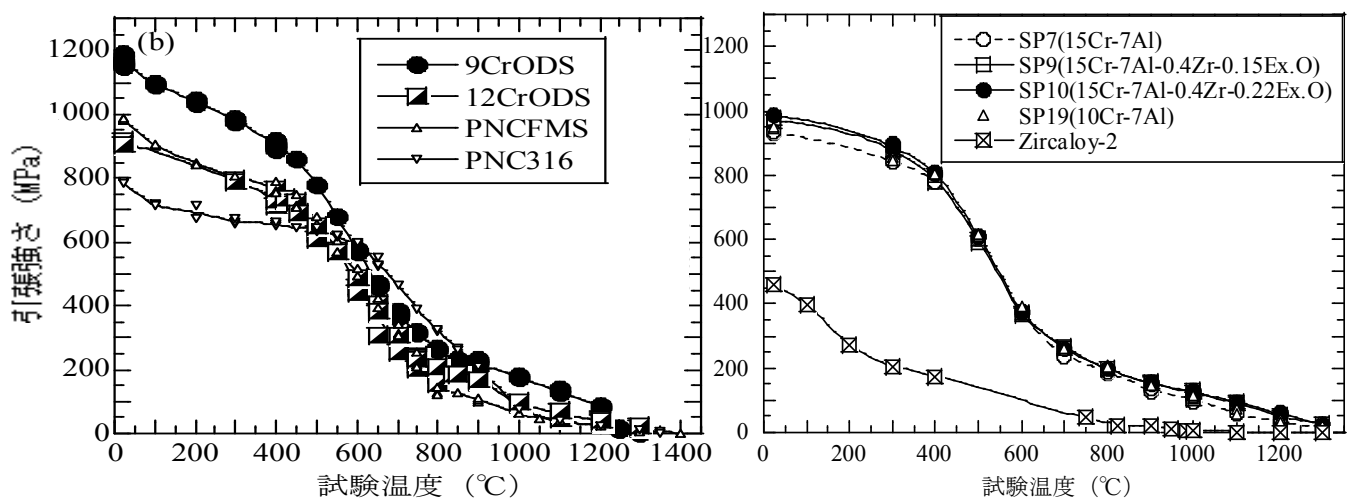 (b)
9CrODS
12CrODS
PNCFMS
PNC316
1200
1000
800
600
400
200
0
引張強さ (MPa)
0 200 400 600 800 1000 1200 1400
試験温度 (℃)
SP7(15Cr-7Al)
SP9(15Cr-7Al-0.4Zr-0.15Ex.O)
SP10(15Cr-7Al-0.4Zr-0.22Ex.O)
SP19(10Cr-7Al)
Zircaloy-2
1200
1000
800
600
400
200
0
0 200 400 600 800 1000 1200
試験温度 (℃)